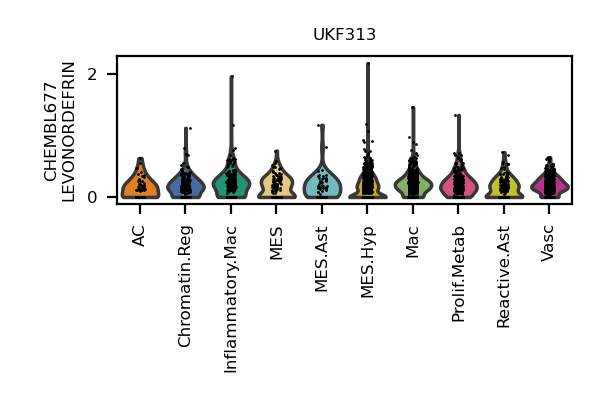 UKF313
CHEMBL677
LEVONORDEFRIN
2
0
AC
Chromatin.Reg
Inflammatory.Mac
MES
MES.Ast
MES.Hyp
Mac
Prolif.Metab
Reactive.Ast
Vasc